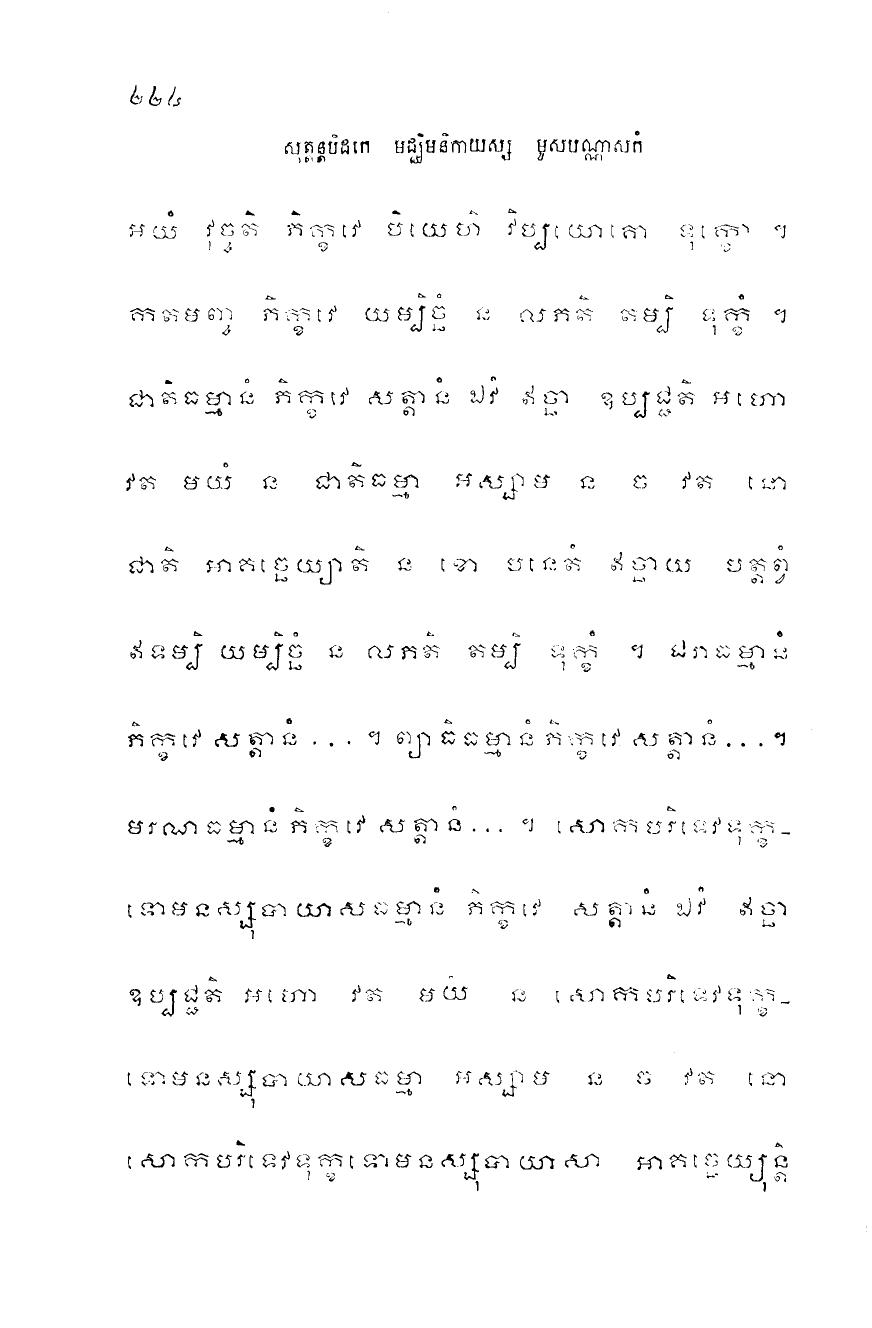 ២២៤
សុត្តន្តបិដកេ មជ្ឈិមនិកាយស្ស មូលបណ្ណាសកំ
អយំ វុច្ចតិ ភិក្ខវេ បិយេហិ វិប្បយោគោ ទុក្ខោ ។
កតមញ្ច ភិក្ខវេ យម្បិច្ឆំ ន លភតិ តម្បិ ទុក្ខំ ។
ជាតិធម្មានំ ភិក្ខវេ សត្តានំ ឯវំ ឥច្ឆា ឧប្បជ្ជតិ អហោ
វត មយំ ន ជាតិធម្មា អស្សាម ន ច វត នោ
ជាតិ អាគច្ឆេយ្យាតិ ន ខោ បនេតំ ឥច្ឆាយ បត្តព្វំ
ឥទម្បិ យម្បិច្ឆំ ន លភតិ តម្បិ ទុក្ខំ ។ ជរាធម្មានំ
ភិក្ខវេ សត្តានំ ... ។ ព្យាធិធម្មានំ ភិក្ខវេ សត្តានំ ... ។
មរណាធម្មានំ ភិក្ខវេ សត្តានំ ... ។ សោកបរិទេវទុក្ខ-
ទោមនស្សុបាយាសធម្មានំ ភិក្ខវេ សត្តានំ ឯវំ ឥច្ឆា
ឧប្បជ្ជតិ អហោ វត មយំ ន សោកបរិទេវទុក្ខ-
ទោមនស្សុបាយាសធម្មា អស្សាម ន ច វត នោ
សោកបរិទេវទុក្ខទោមនស្សុបាយាសា អាគច្ឆេយ្យុន្តិ